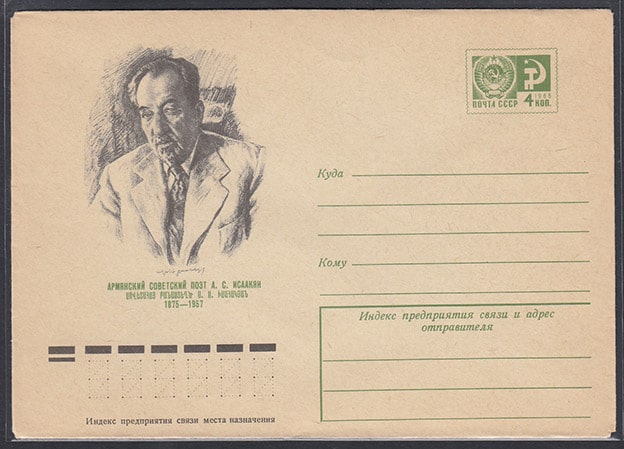 ПОЧТА СССР
1966
4 КОП.
Куда
Кому
АРМЯНСКИЙ СОВЕТСКИЙ ПОЭТ А. С. ИСААКЯН
1875—1957
Индекс предприятия связи и адрес
отправителя
Индекс предприятия связи места назначения